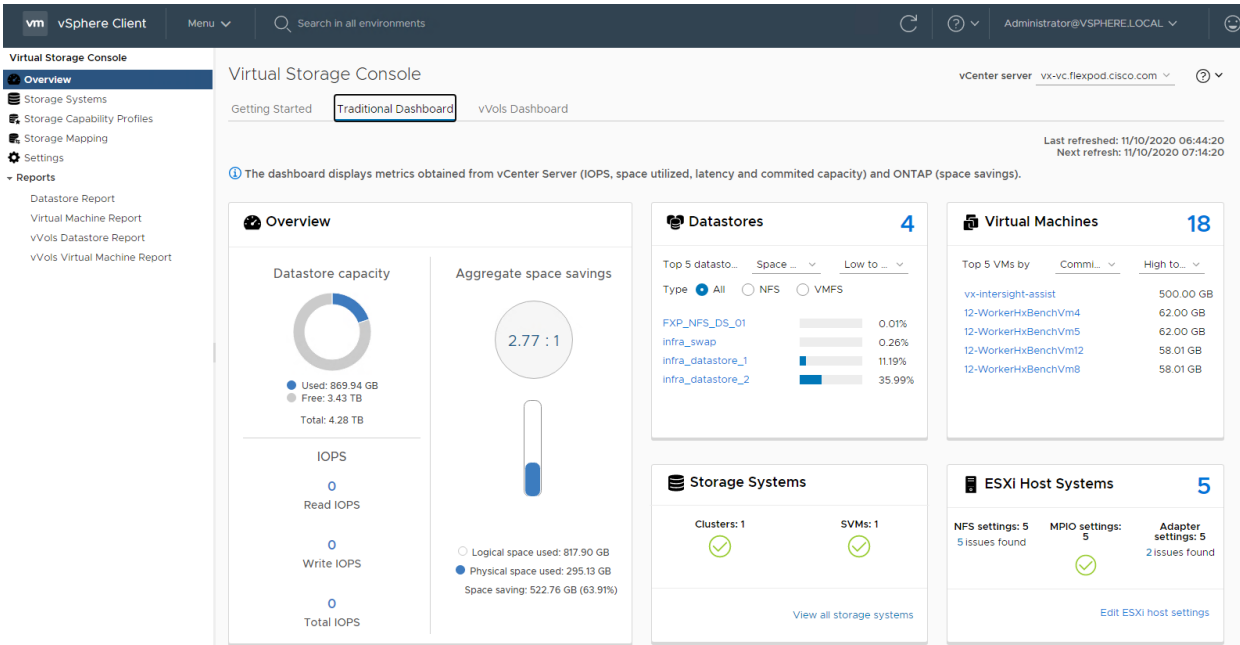 vm vSphere Client Menu Search in all environments Administrator@VSPHERE.LOCAL
Virtual Storage Console
Overview
Storage Systems
Storage Capability Profiles
Storage Mapping
Settings
Reports
Datastore Report
Virtual Machine Report
vVols Datastore Report
vVols Virtual Machine Report
Virtual Storage Console
vCenter server vx-vc.flexpod.cisco.com
Getting Started Traditional Dashboard vVols Dashboard
Last refreshed: 11/10/2020 06:44:20
Next refresh: 11/10/2020 07:14:20
The dashboard displays metrics obtained from vCenter Server (IOPS, space utilized, latency and commited capacity) and ONTAP (space savings).
Overview
Datastore capacity
Used: 869.94 GB
Free: 3.43 TB
Total: 4.28 TB
IOPS
0
Read IOPS
0
Write IOPS
0
Total IOPS
Aggregate space savings
2.77 : 1
Logical space used: 817.90 GB
Physical space used: 295.13 GB
Space saving: 522.76 GB (63.91%)
Datastores 4
Top 5 datasto... Space ... Low to ...
Type All NFS VMFS
FXP_NFS_DS_01 0.01%
infra_swap 0.26%
infra_datastore_1 11.19%
infra_datastore_2 35.99%
Virtual Machines 18
Top 5 VMs by Commi... High to...
vx-intersight-assist 500.00 GB
12-WorkerHxBenchVm4 62.00 GB
12-WorkerHxBenchVm5 62.00 GB
12-WorkerHxBenchVm12 58.01 GB
12-WorkerHxBenchVm8 58.01 GB
Storage Systems
Clusters: 1 SVMs: 1
View all storage systems
ESXi Host Systems 5
NFS settings: 5
5 issues found
MPIO settings:
5
Adapter
settings: 5
2 issues found
Edit ESXi host settings